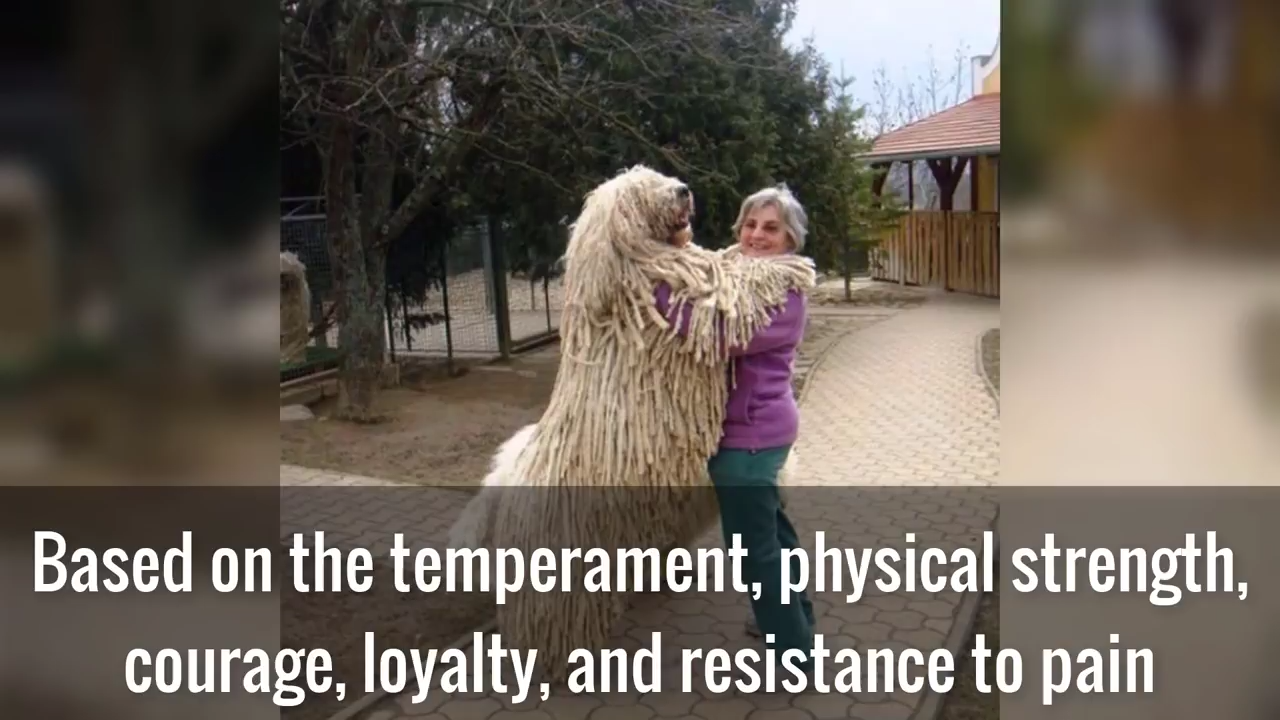 Based on the temperament, physical strength,
courage, loyalty, and resistance to pain